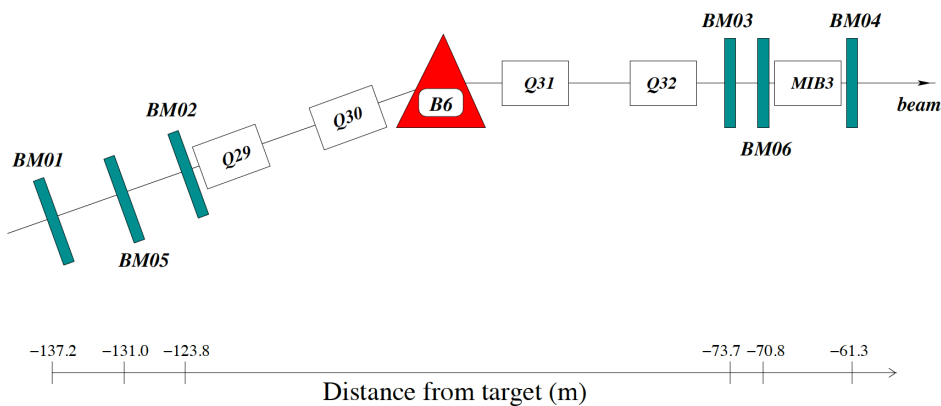 BM03
BM04
BM02
Q31
Q32
MIB3
B6
Q30
beam
BM01
Q29
BM06
BM05
−137.2
−131.0
−123.8
−73.7
−70.8
−61.3
Distance from target (m)